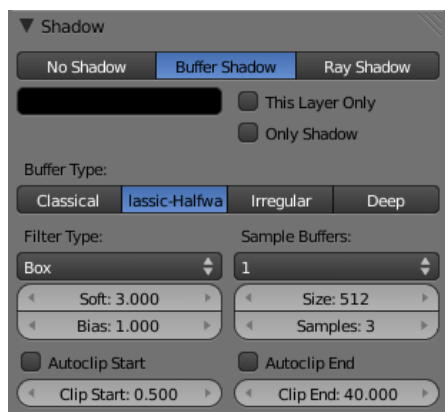 Shadow
No Shadow Buffer Shadow Ray Shadow
This Layer Only
Only Shadow
Buffer Type:
Classical lassic-Halfwa Irregular Deep
Filter Type: Sample Buffers:
Box 1
Soft: 3.000 Size: 512
Bias: 1.000 Samples: 3
Autoclip Start Autoclip End
Clip Start: 0.500 Clip End: 40.000